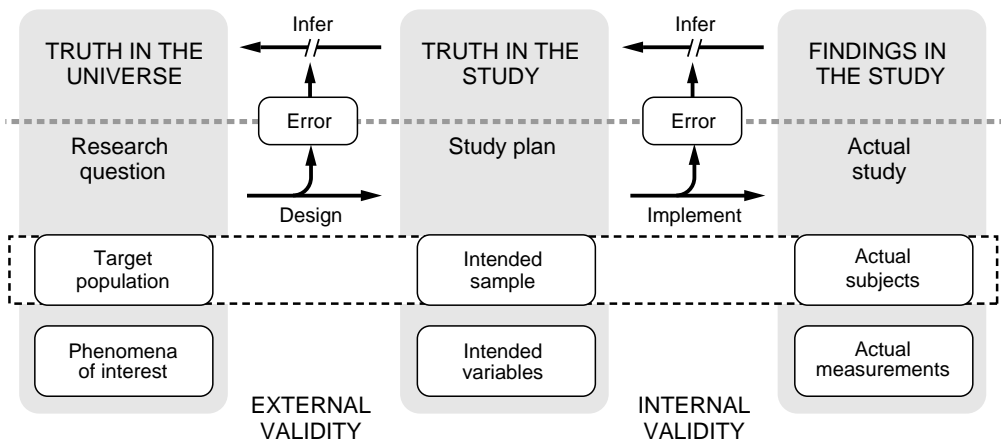 Infer
Infer
TRUTH IN THE
UNIVERSE
TRUTH IN THE
STUDY
FINDINGS IN
THE STUDY
Error
Error
Research
question
Study plan
Actual
study
Design
Implement
Target
population
Intended
sample
Actual
subjects
Phenomena
of interest
Intended
variables
Actual
measurements
EXTERNAL
VALIDITY
INTERNAL
VALIDITY